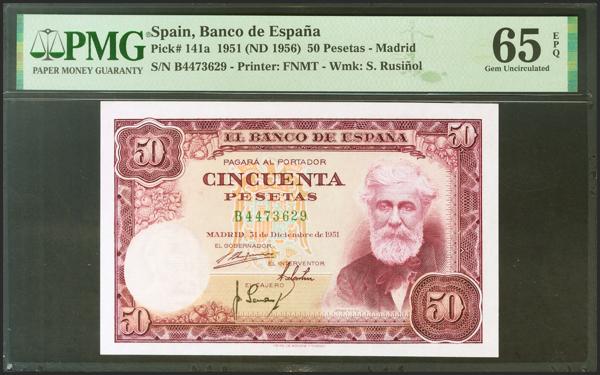 PMG
PAPER MONEY GUARANTY
Spain, Banco de España
Pick# 141a 1951 (ND 1956) 50 Pesetas - Madrid
S/N B4473629 - Printer: FNMT - Wmk: S. Rusiñol
65
EPQ
Gem Uncirculated
50
EL BANCO DE ESPAÑA
50
PAGARÁ AL PORTADOR
CINCUENTA
PESETAS
B4473629
MADRID, 31 de Diciembre de 1951
EL GOBERNADOR
EL INTERVENTOR
EL CAJERO
50
50